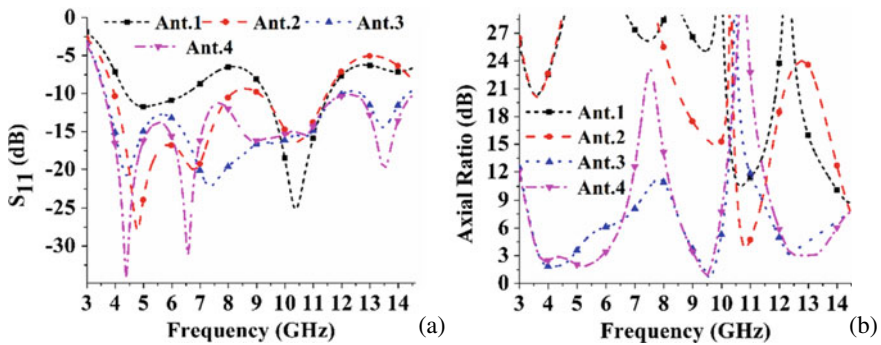 Ant.1 Ant.2 Ant.3
Ant.4
0
-5
-10
-15
-20
-25
-30
S11 (dB)
3 4 5 6 7 8 9 10 11 12 13 14
Frequency (GHz)
(a)
27
24
21
18
15
12
9
6
3
0
Axial Ratio (dB)
Ant.1
Ant.2
Ant.3
Ant.4
3 4 5 6 7 8 9 10 11 12 13 14
Frequency (GHz)
(b)